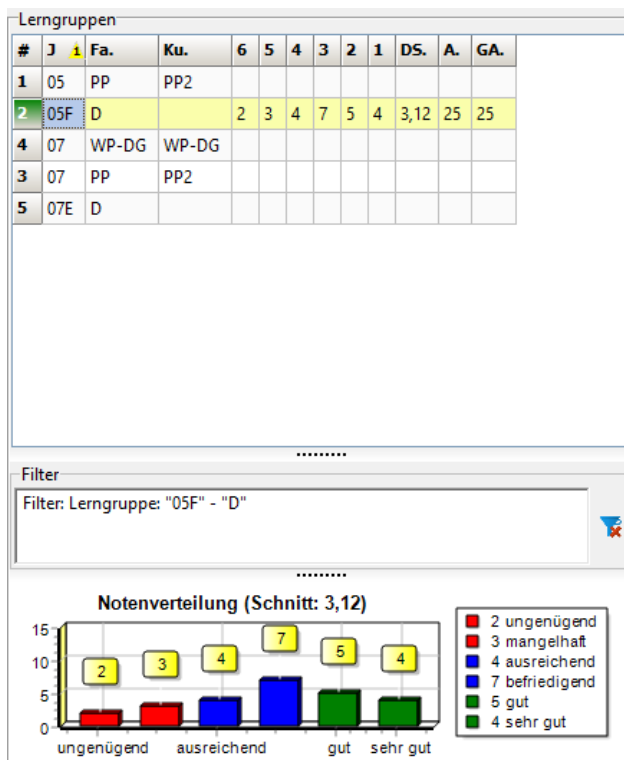 Lerngruppen
# J 1 Fa. Ku. 6 5 4 3 2 1 DS. A. GA.
1 05 PP PP2
2 05F D 2 3 4 7 5 4 3,12 25 25
4 07 WP-DG WP-DG
3 07 PP PP2
5 07E D
Filter
Filter: Lerngruppe: "05F" - "D"
Notenverteilung (Schnitt: 3,12)
15
10
5
0
2 3 4 7 5 4
ungenügend ausreichend gut sehr gut
2 ungenügend
3 mangelhaft
4 ausreichend
7 befriedigend
5 gut
4 sehr gut